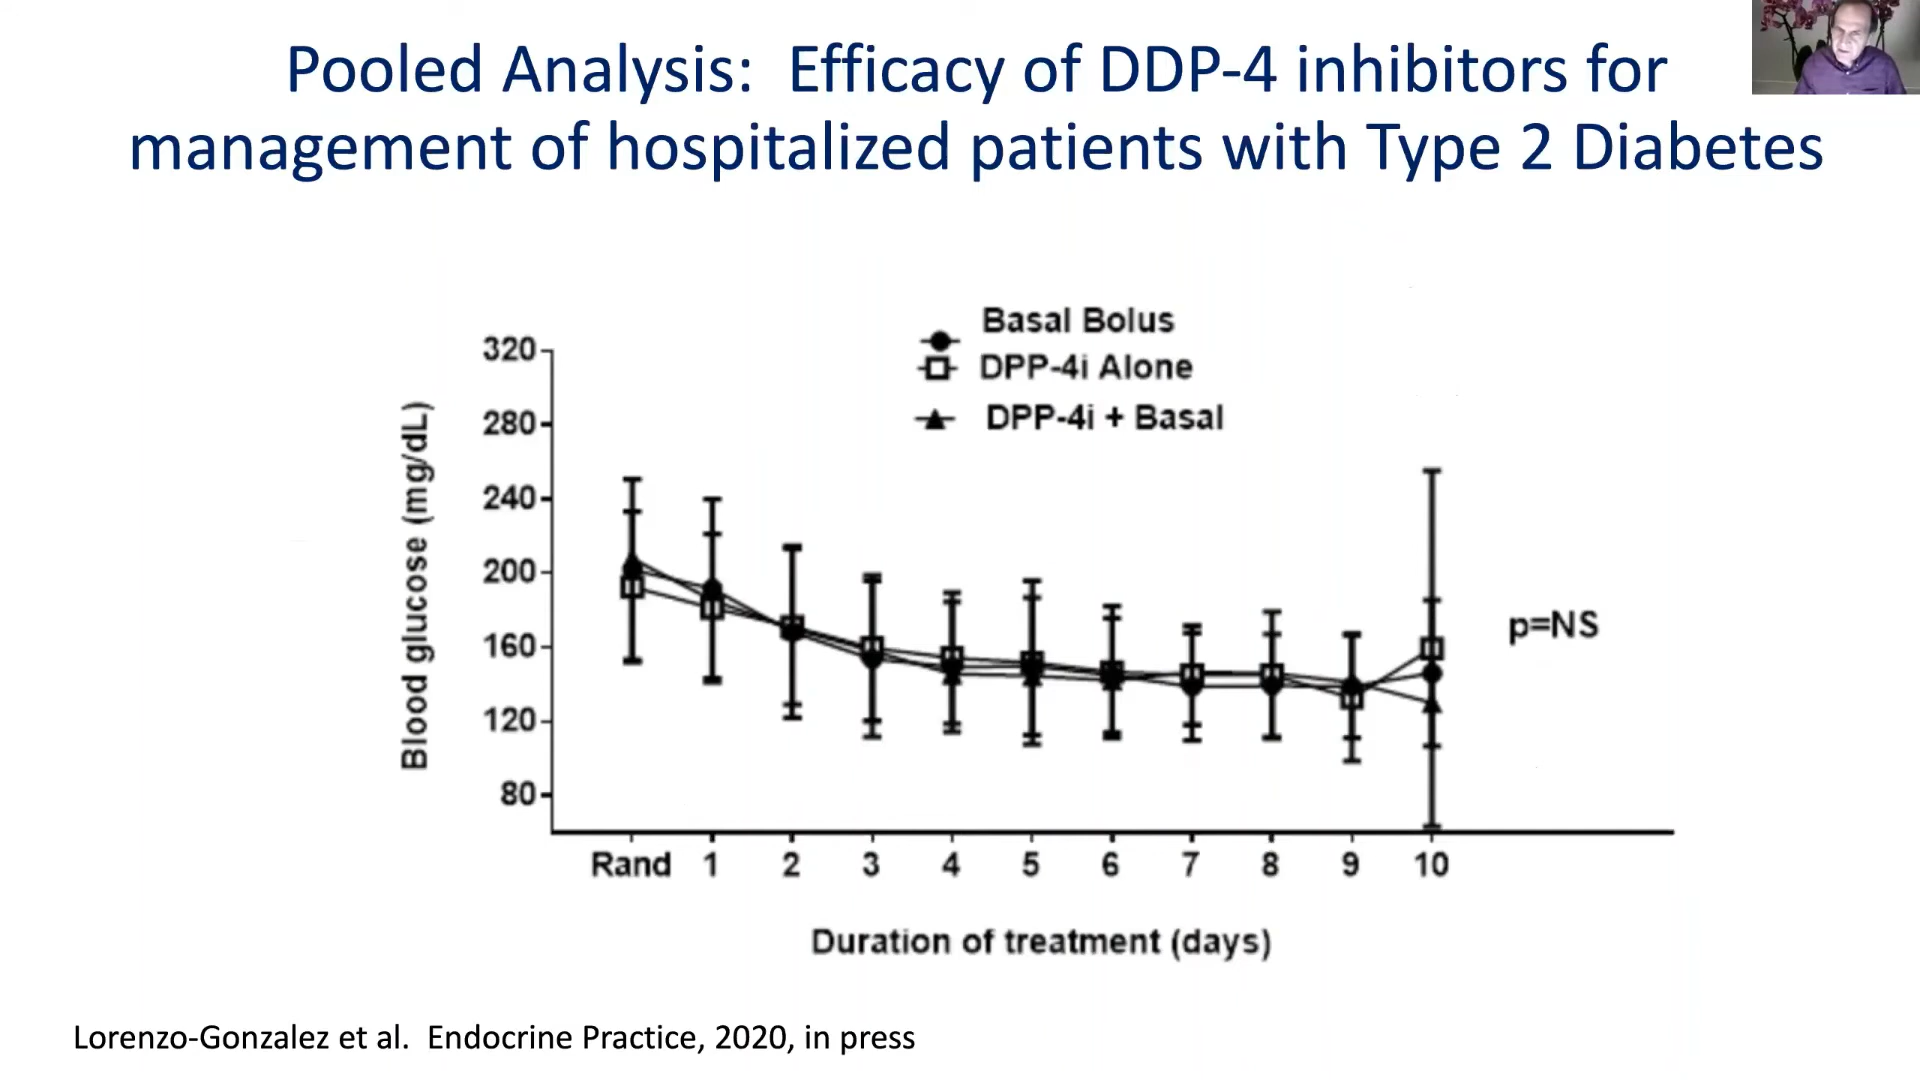 Pooled Analysis:  Efficacy of DDP-4 inhibitors for
management of hospitalized patients with Type 2 Diabetes
Basal Bolus
DPP-4i Alone
DPP-4i + Basal
Blood glucose (mg/dL)
320
280
240
200
160
120
80
p=NS
Rand 1 2 3 4 5 6 7 8 9 10
Duration of treatment (days)
Lorenzo-Gonzalez et al.  Endocrine Practice, 2020, in press